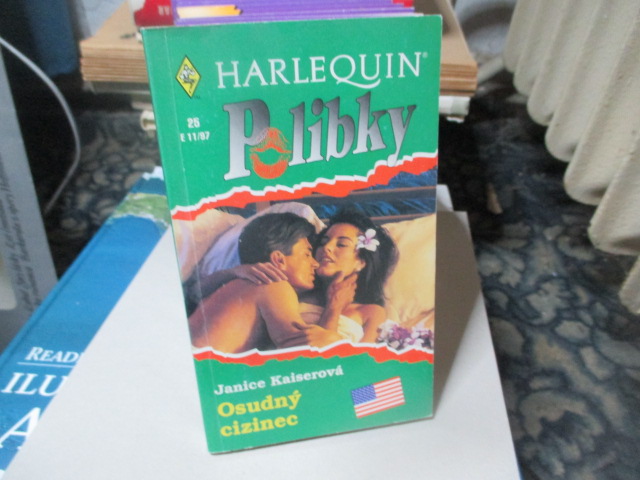 HARLEQUIN®
26
E 11/97
Polibky
Janice Kaiserová
Osudný
cizinec
READ
ILU
A